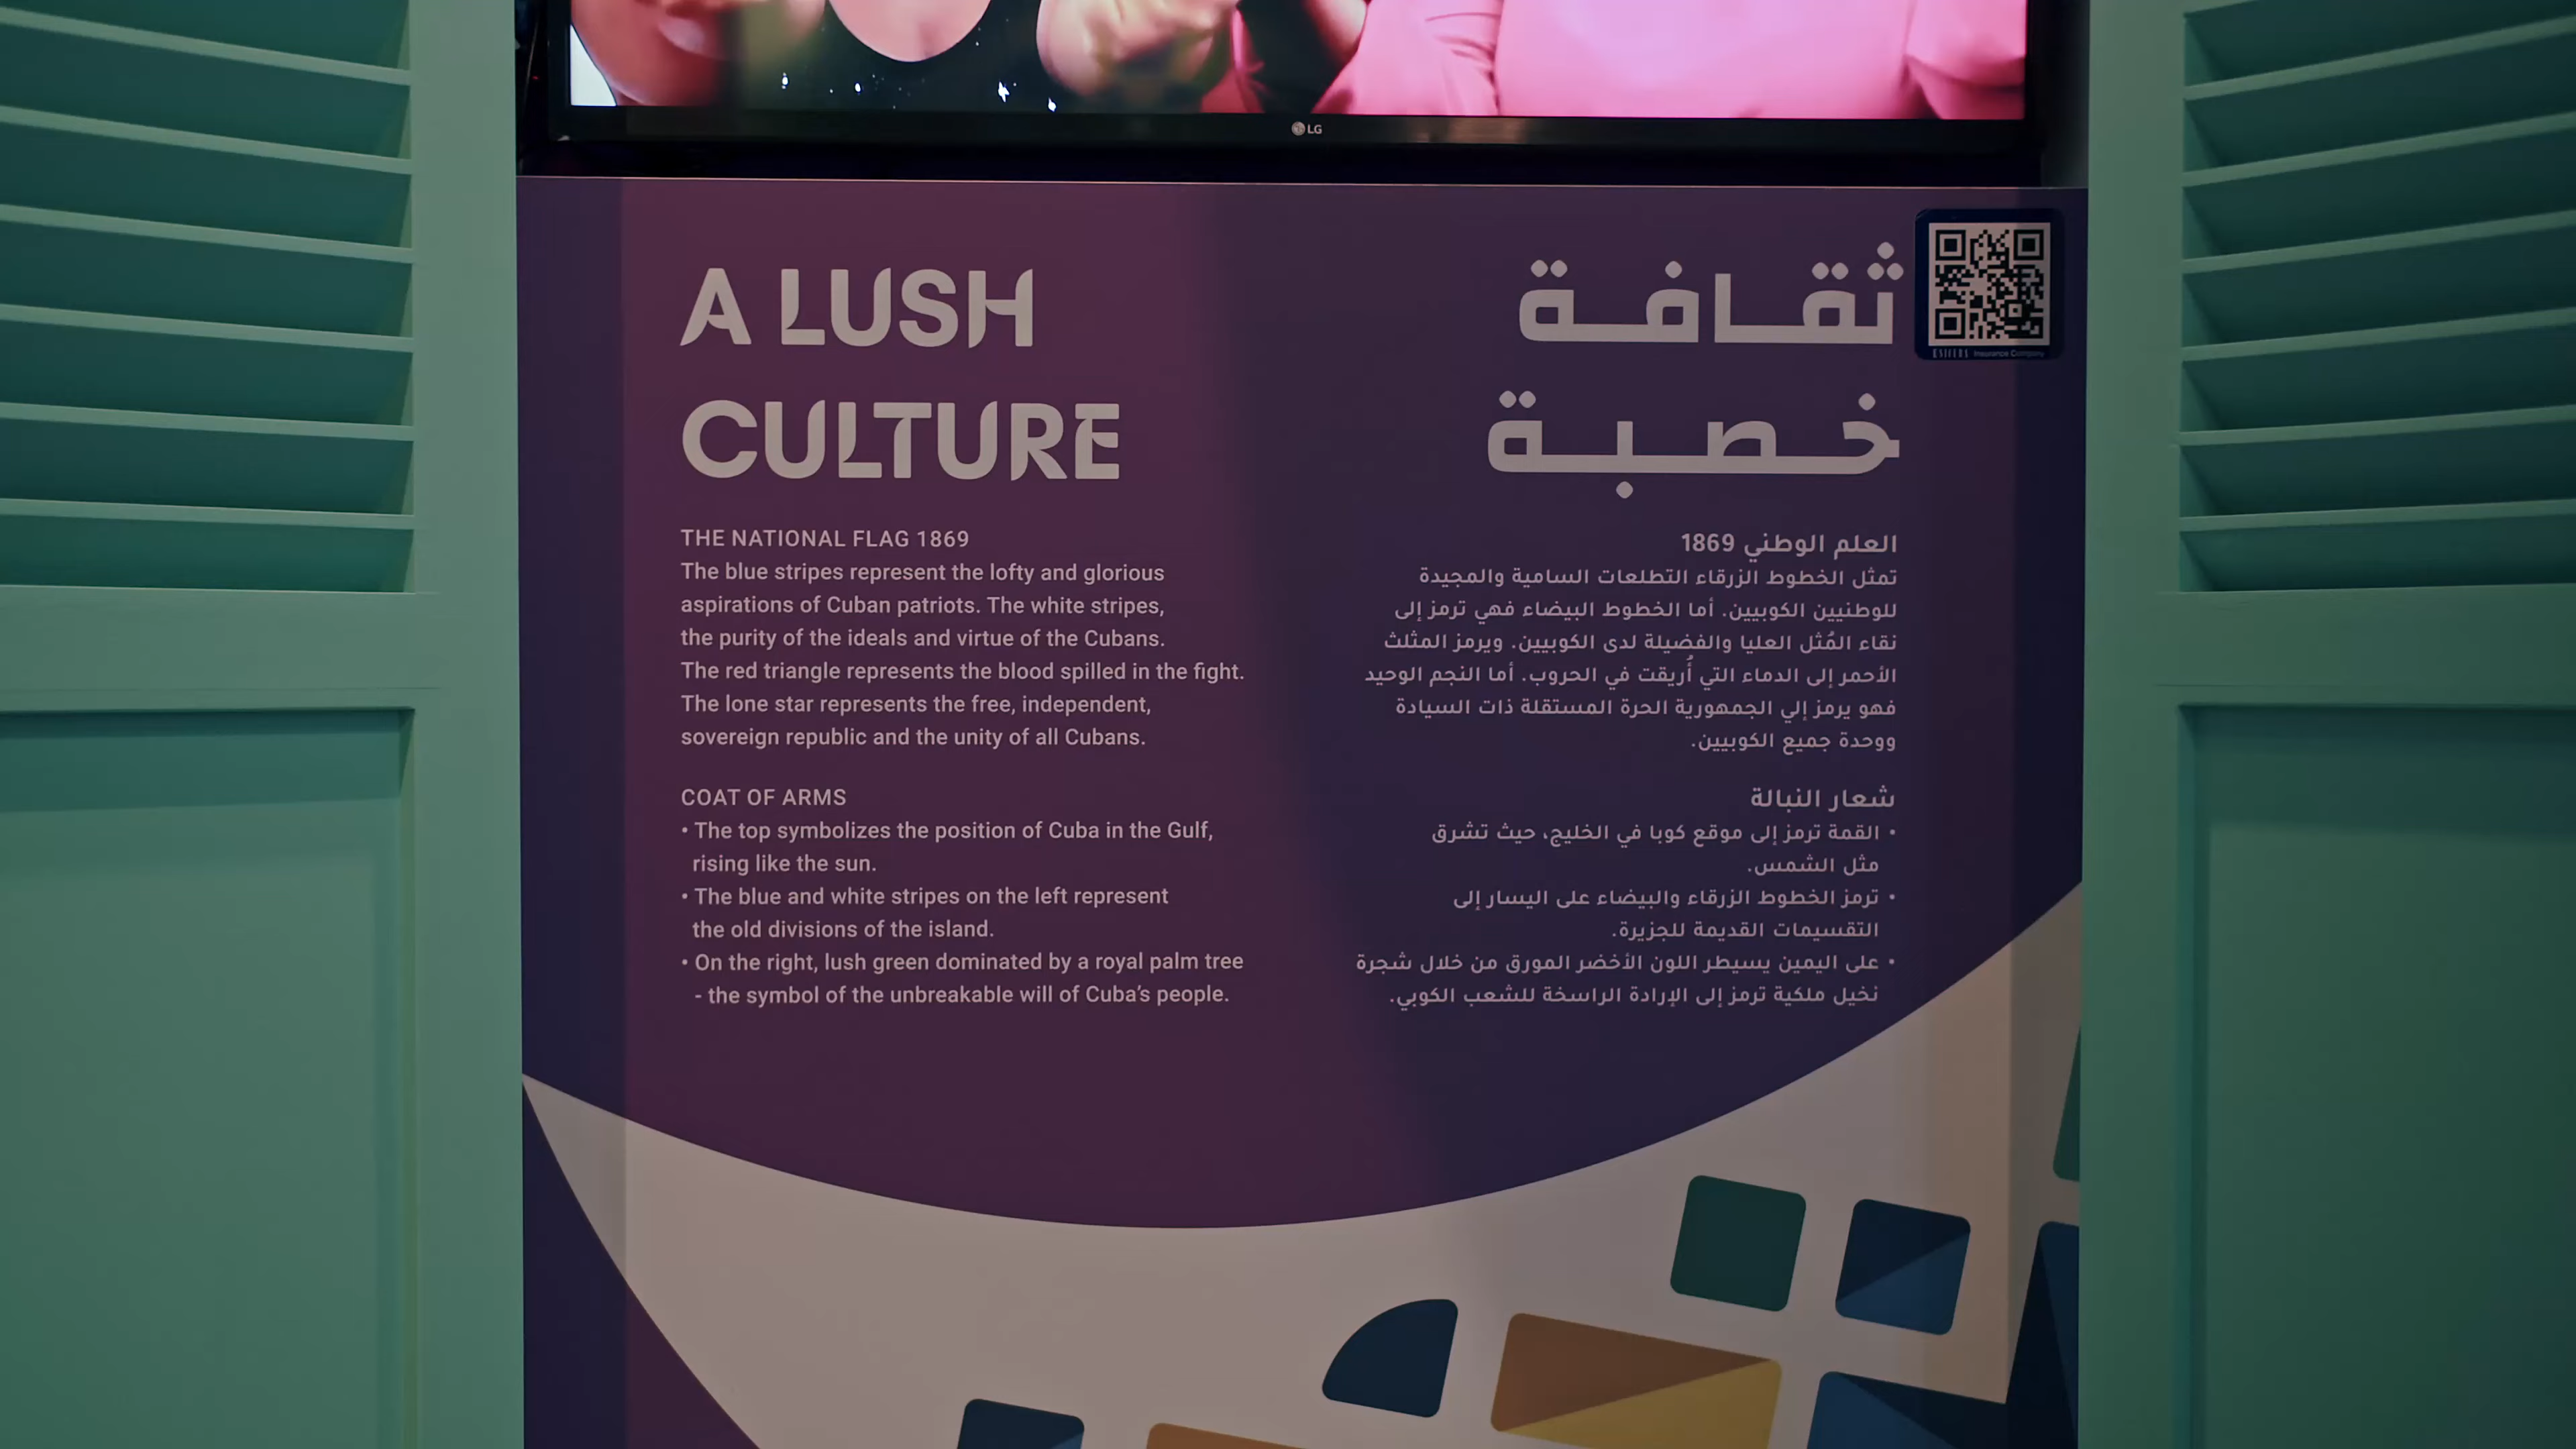 LG
A LUSH
CULTURE
THE NATIONAL FLAG 1869
The blue stripes represent the lofty and glorious
aspirations of Cuban patriots. The white stripes,
the purity of the ideals and virtue of the Cubans.
The red triangle represents the blood spilled in the fight.
The lone star represents the free, independent,
sovereign republic and the unity of all Cubans.
COAT OF ARMS
• The top symbolizes the position of Cuba in the Gulf,
rising like the sun.
• The blue and white stripes on the left represent
the old divisions of the island.
• On the right, lush green dominated by a royal palm tree
- the symbol of the unbreakable will of Cuba’s people.
ثقافة
خصبة
العلم الوطني 1869
تمثل الخطوط الزرقاء التطلعات السامية والمجيدة
للوطنيين الكوبيين. أما الخطوط البيضاء فهي ترمز إلى
نقاء المُثل العليا والفضيلة لدى الكوبيين. ويرمز المثلث
الأحمر إلى الدماء التي أُريقت في الحروب. أما النجم الوحيد
فهو يرمز إلي الجمهورية الحرة المستقلة ذات السيادة
ووحدة جميع الكوبيين.
شعار النبالة
• القمة ترمز إلى موقع كوبا في الخليج، حيث تشرق
مثل الشمس.
• ترمز الخطوط الزرقاء والبيضاء على اليسار إلى
التقسيمات القديمة للجزيرة.
• على اليمين يسيطر اللون الأخضر المورق من خلال شجرة
نخيل ملكية ترمز إلى الإرادة الراسخة للشعب الكوبي.
Insurance Company